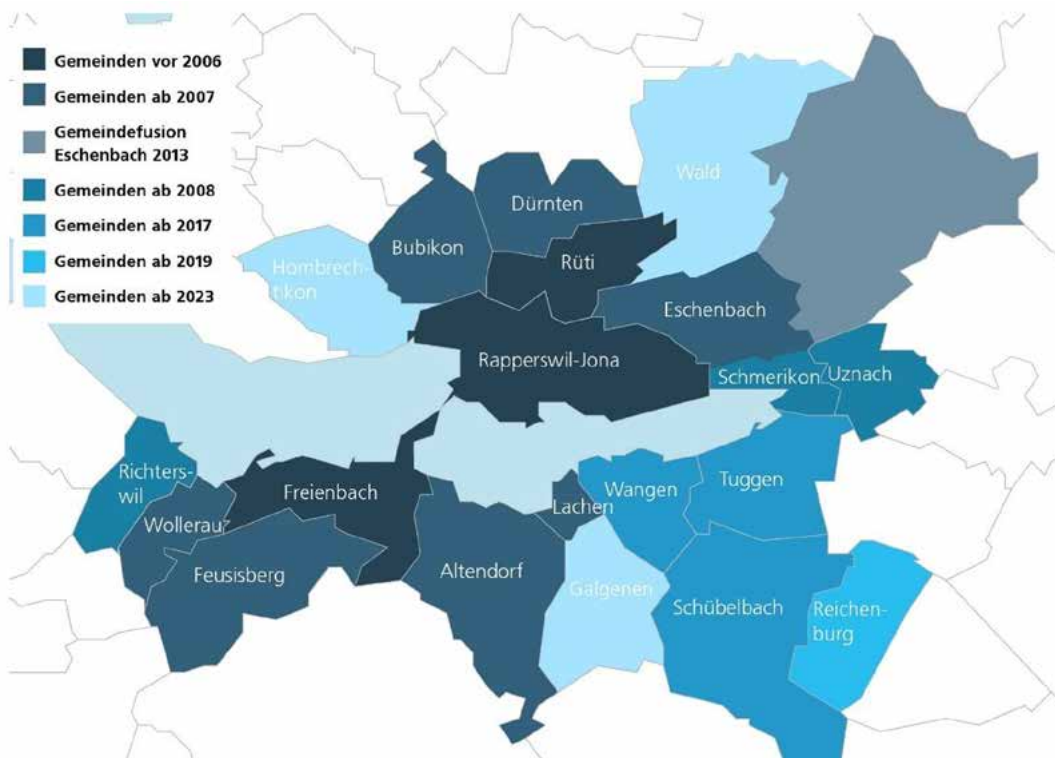 Gemeinden vor 2006
Gemeinden ab 2007
Gemeindefusion
Eschenbach 2013
Gemeinden ab 2008
Gemeinden ab 2017
Gemeinden ab 2019
Gemeinden ab 2023
Wald
Dürnten
Bubikon
Rüti
Hombrech-
tikon
Eschenbach
Rapperswil-Jona
Schmerikon
Uznach
Richters-
wil
Freienbach
Wangen
Tuggen
Lachen
Wollerau
Feusisberg
Altendorf
Galgenen
Schübelbach
Reichen-
burg